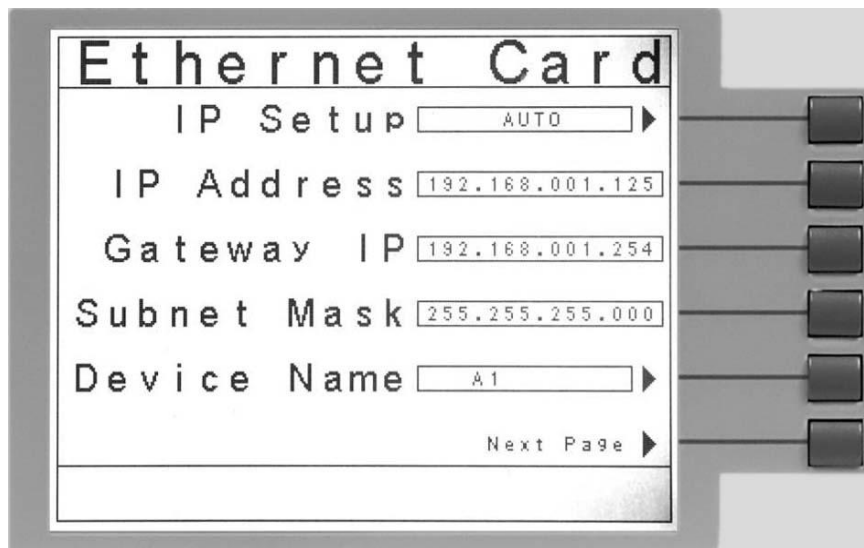 Ethernet Card
IP Setup AUTO
IP Address 192.168.001.125
Gateway IP 192.168.001.254
Subnet Mask 255.255.255.000
Device Name A1
Next Page